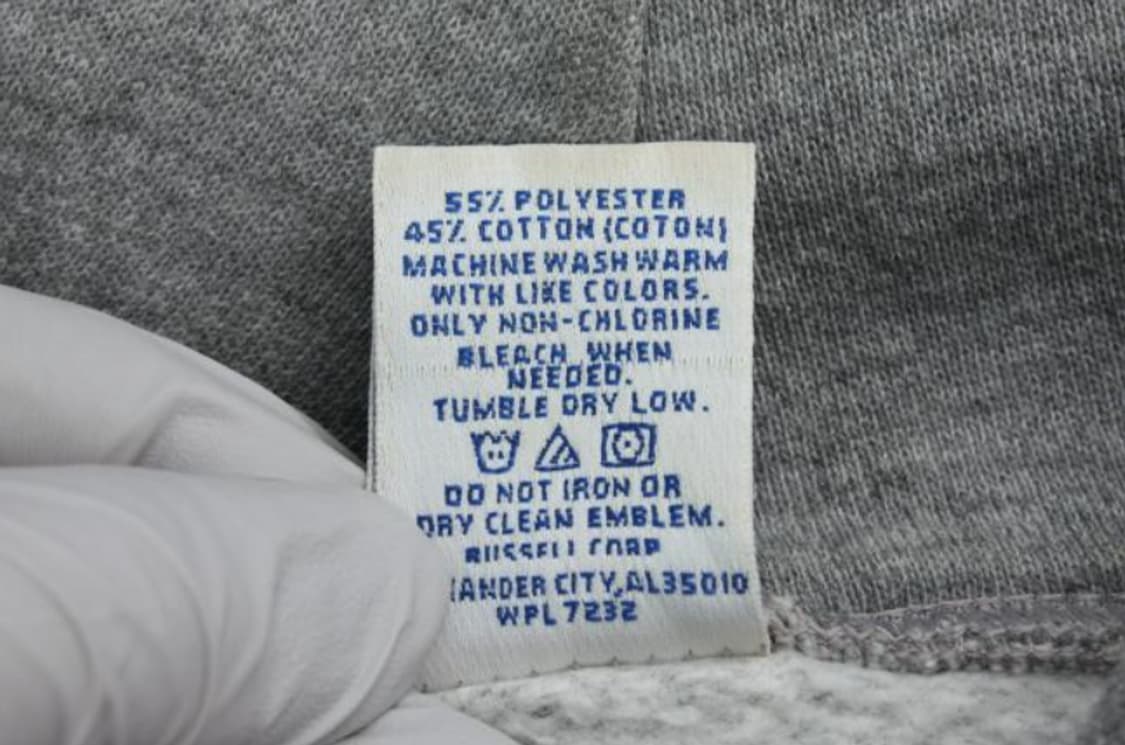 55% POLYESTER
45% COTTON (COTON)
MACHINE WASH WARM
WITH LIKE COLORS.
ONLY NON-CHLORINE
BLEACH, WHEN
NEEDED.
TUMBLE DRY LOW.
DO NOT IRON OR
DRY CLEAN EMBLEM.
RUSSELL CORP
ANDER CITY, AL35010
WPL 7232